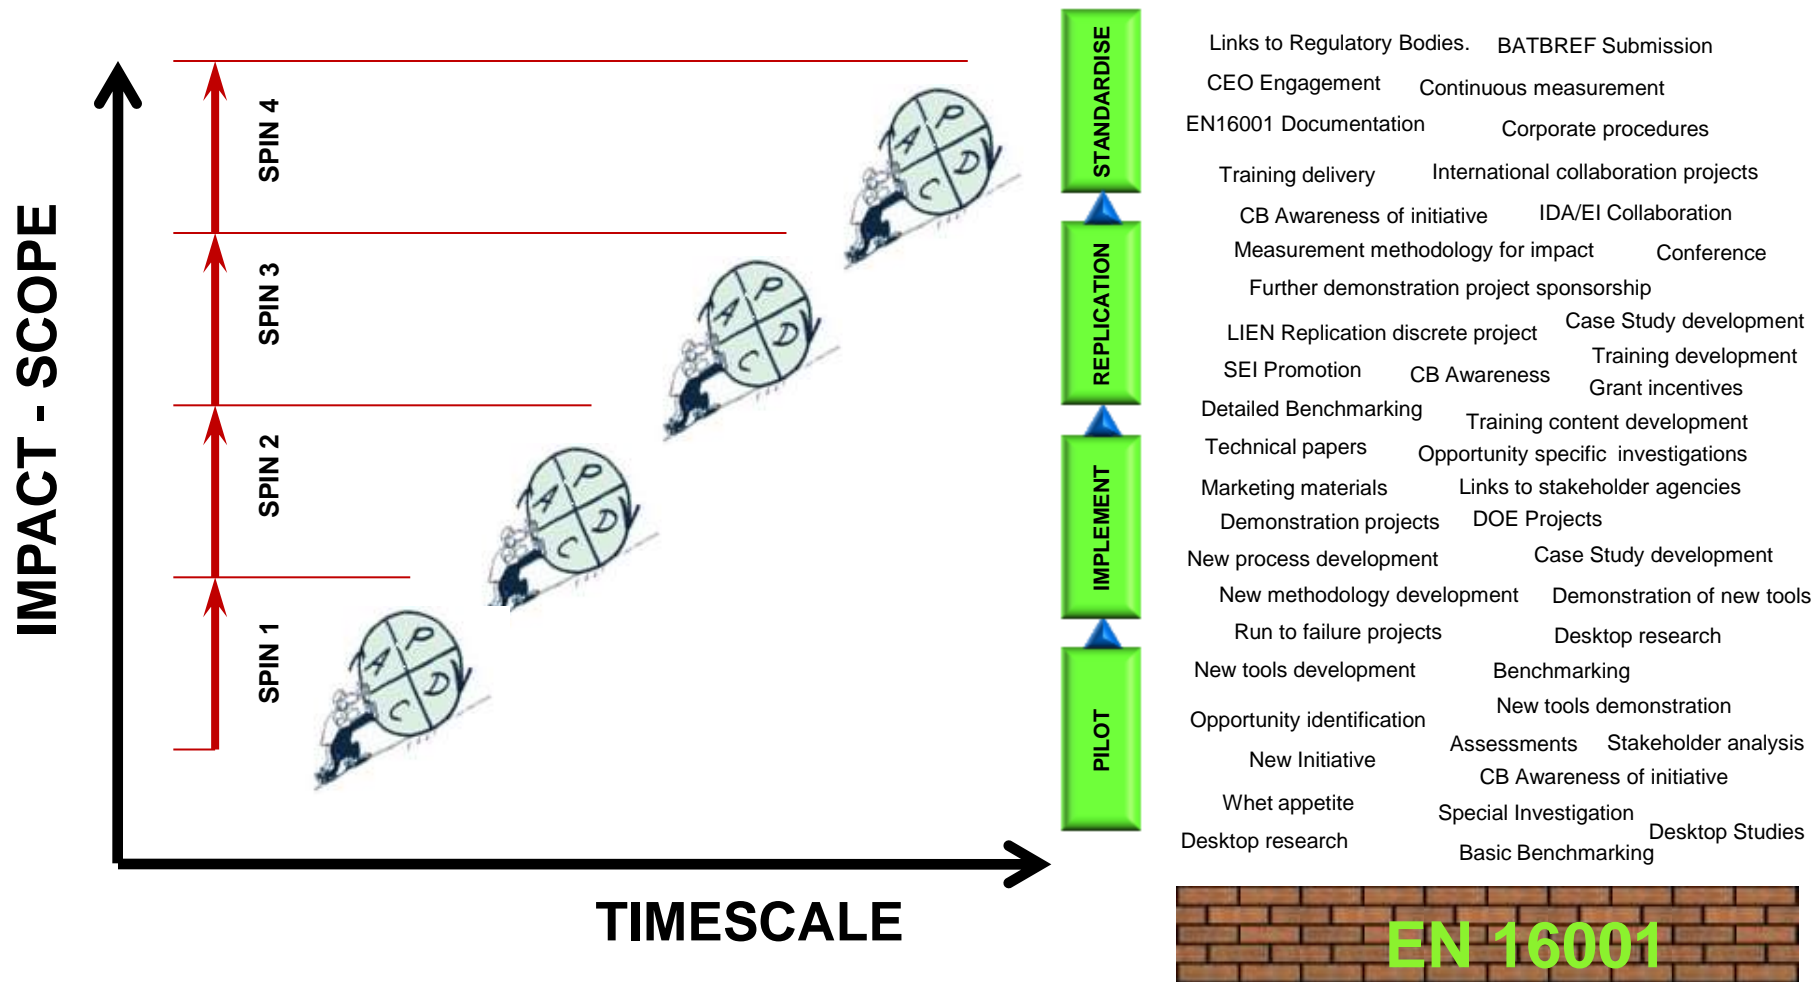 IMPACT - SCOPE
SPIN 4
SPIN 3
SPIN 2
SPIN 1
A P D C
A P D C
A P D C
A P D C
TIMESCALE
STANDARDISE
REPLICATION
IMPLEMENT
PILOT
Links to Regulatory Bodies. BATBREF Submission
CEO Engagement Continuous measurement
EN16001 Documentation Corporate procedures
Training delivery International collaboration projects
CB Awareness of initiative IDA/EI Collaboration
Measurement methodology for impact Conference
Further demonstration project sponsorship
LIEN Replication discrete project Case Study development
SEI Promotion CB Awareness Training development
Grant incentives
Detailed Benchmarking Training content development
Technical papers Opportunity specific investigations
Marketing materials Links to stakeholder agencies
Demonstration projects DOE Projects
New process development Case Study development
New methodology development Demonstration of new tools
Run to failure projects Desktop research
New tools development Benchmarking
Opportunity identification New tools demonstration
New Initiative Assessments Stakeholder analysis
CB Awareness of initiative
Whet appetite Special Investigation
Desktop research Basic Benchmarking Desktop Studies
EN 16001